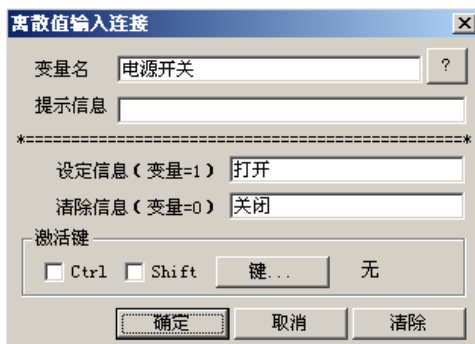 离散值输入连接
变量名 电源开关 ?
提示信息
*==================================================*
设定信息(变量=1) 打开
清除信息(变量=0) 关闭
激活键
Ctrl Shift 键... 无
确定 取消 清除